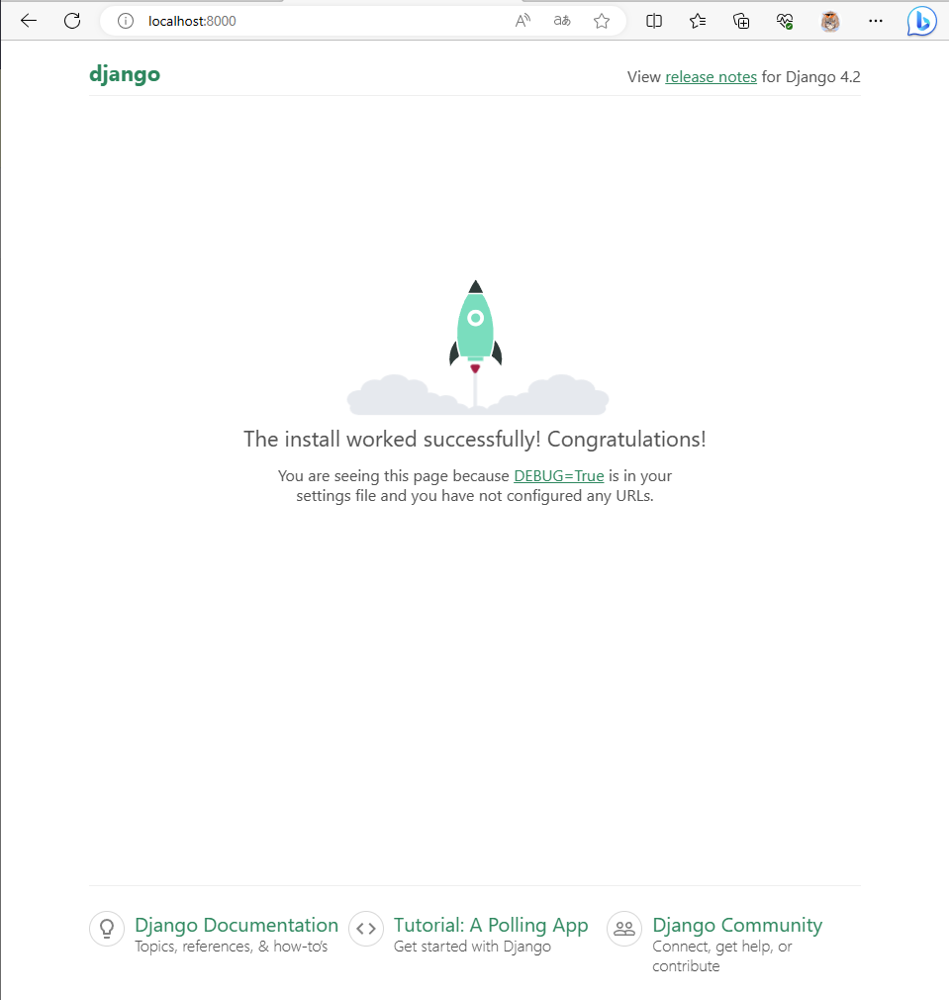 localhost:8000
django
View release notes for Django 4.2
The install worked successfully! Congratulations!
You are seeing this page because DEBUG=True is in your
settings file and you have not configured any URLs.
Django Documentation
Topics, references, & how-to's
Tutorial: A Polling App
Get started with Django
Django Community
Connect, get help, or
contribute